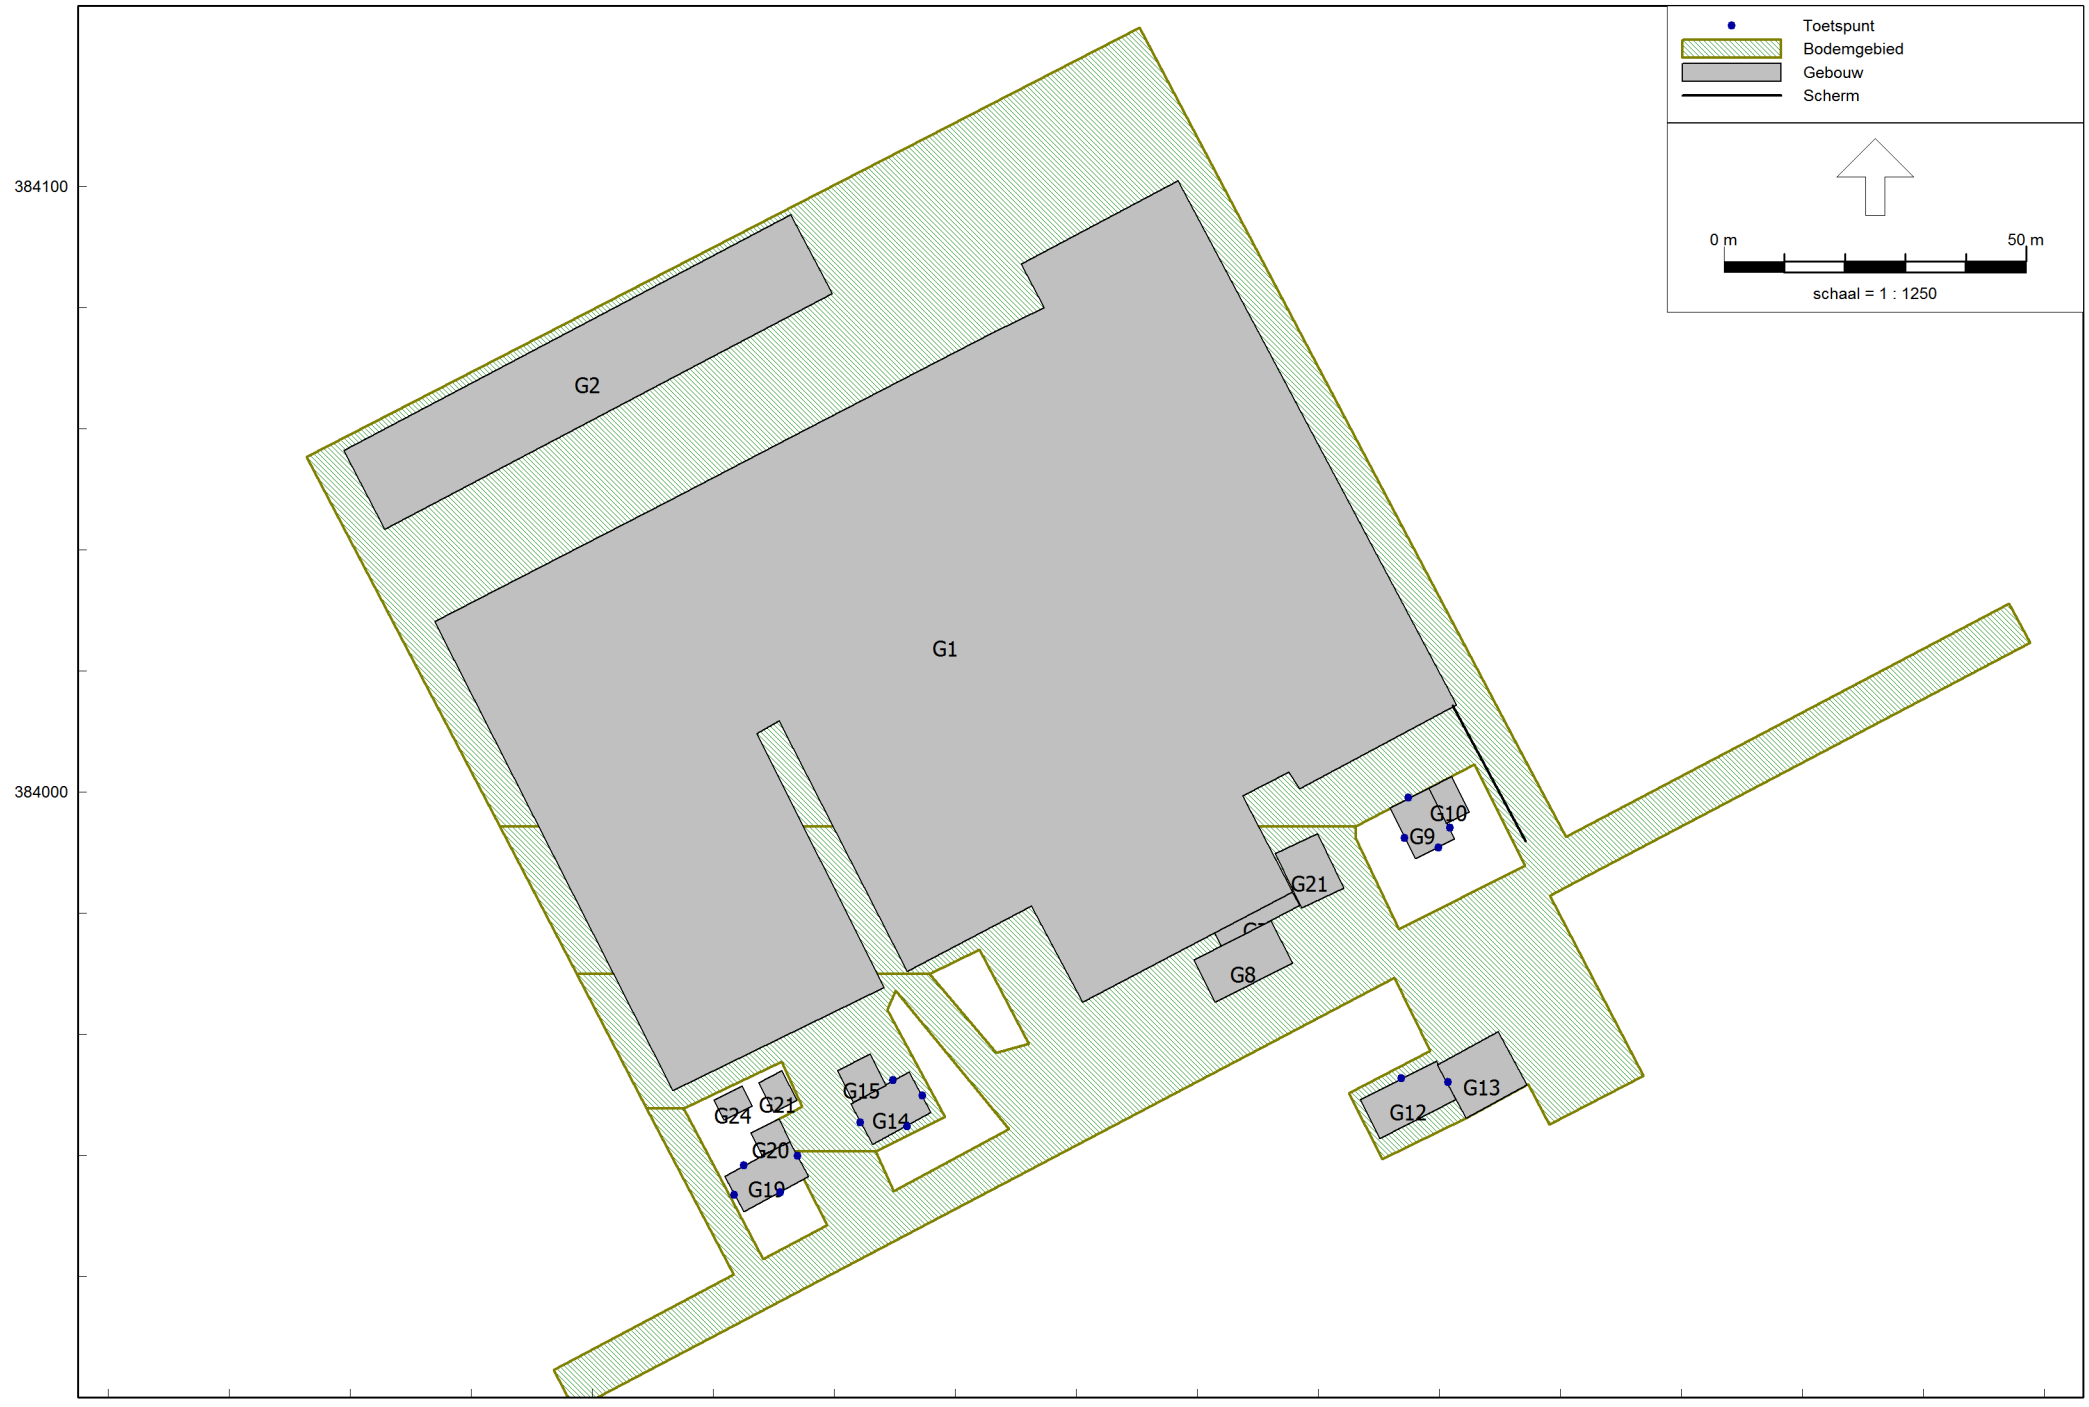 Toetspunt
Bodemgebied
Gebouw
Scherm
0 m 50 m
schaal = 1 : 1250
384100
384000
G2
G1
G10
G9
G21
G8
G15
G14
G21
G24
G20
G19
G13
G12